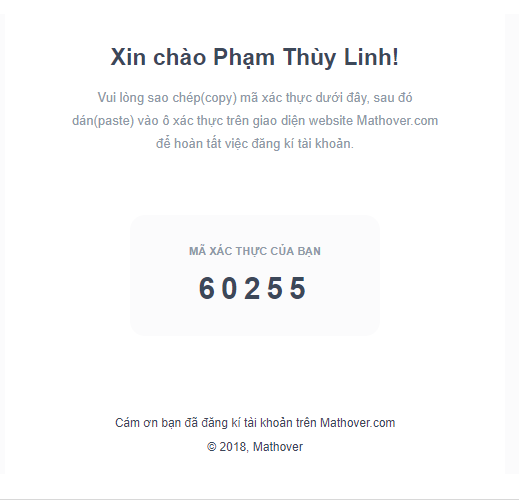 Xin chào Phạm Thùy Linh!
Vui lòng sao chép(copy) mã xác thực dưới đây, sau đó
dán(paste) vào ô xác thực trên giao diện website Mathover.com
để hoàn tất việc đăng kí tài khoản.
MÃ XÁC THỰC CỦA BẠN
60255
Cám ơn bạn đã đăng kí tài khoản trên Mathover.com
© 2018, Mathover